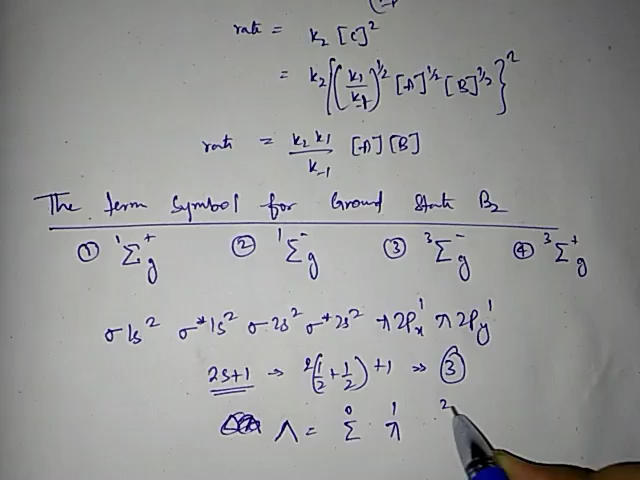 rate = k₂ [C]²
= k₂{(k₁/k₋₁)^1/2 [A]^1/2 [B]^1/2}²
rate = k₂ k₁/k₋₁ [A] [B]
The term Symbol for Ground State B₂
① ¹Σg⁺ ② ¹Σg⁻ ③ ³Σg⁻ ④ ³Σg⁺
σ1s² σ*1s² σ2s² σ*2s² π2Px¹ π2Py¹
2s+1 → 2(1/2+1/2)+1 ⇒ ③
0 1 2
Λ = Σ π